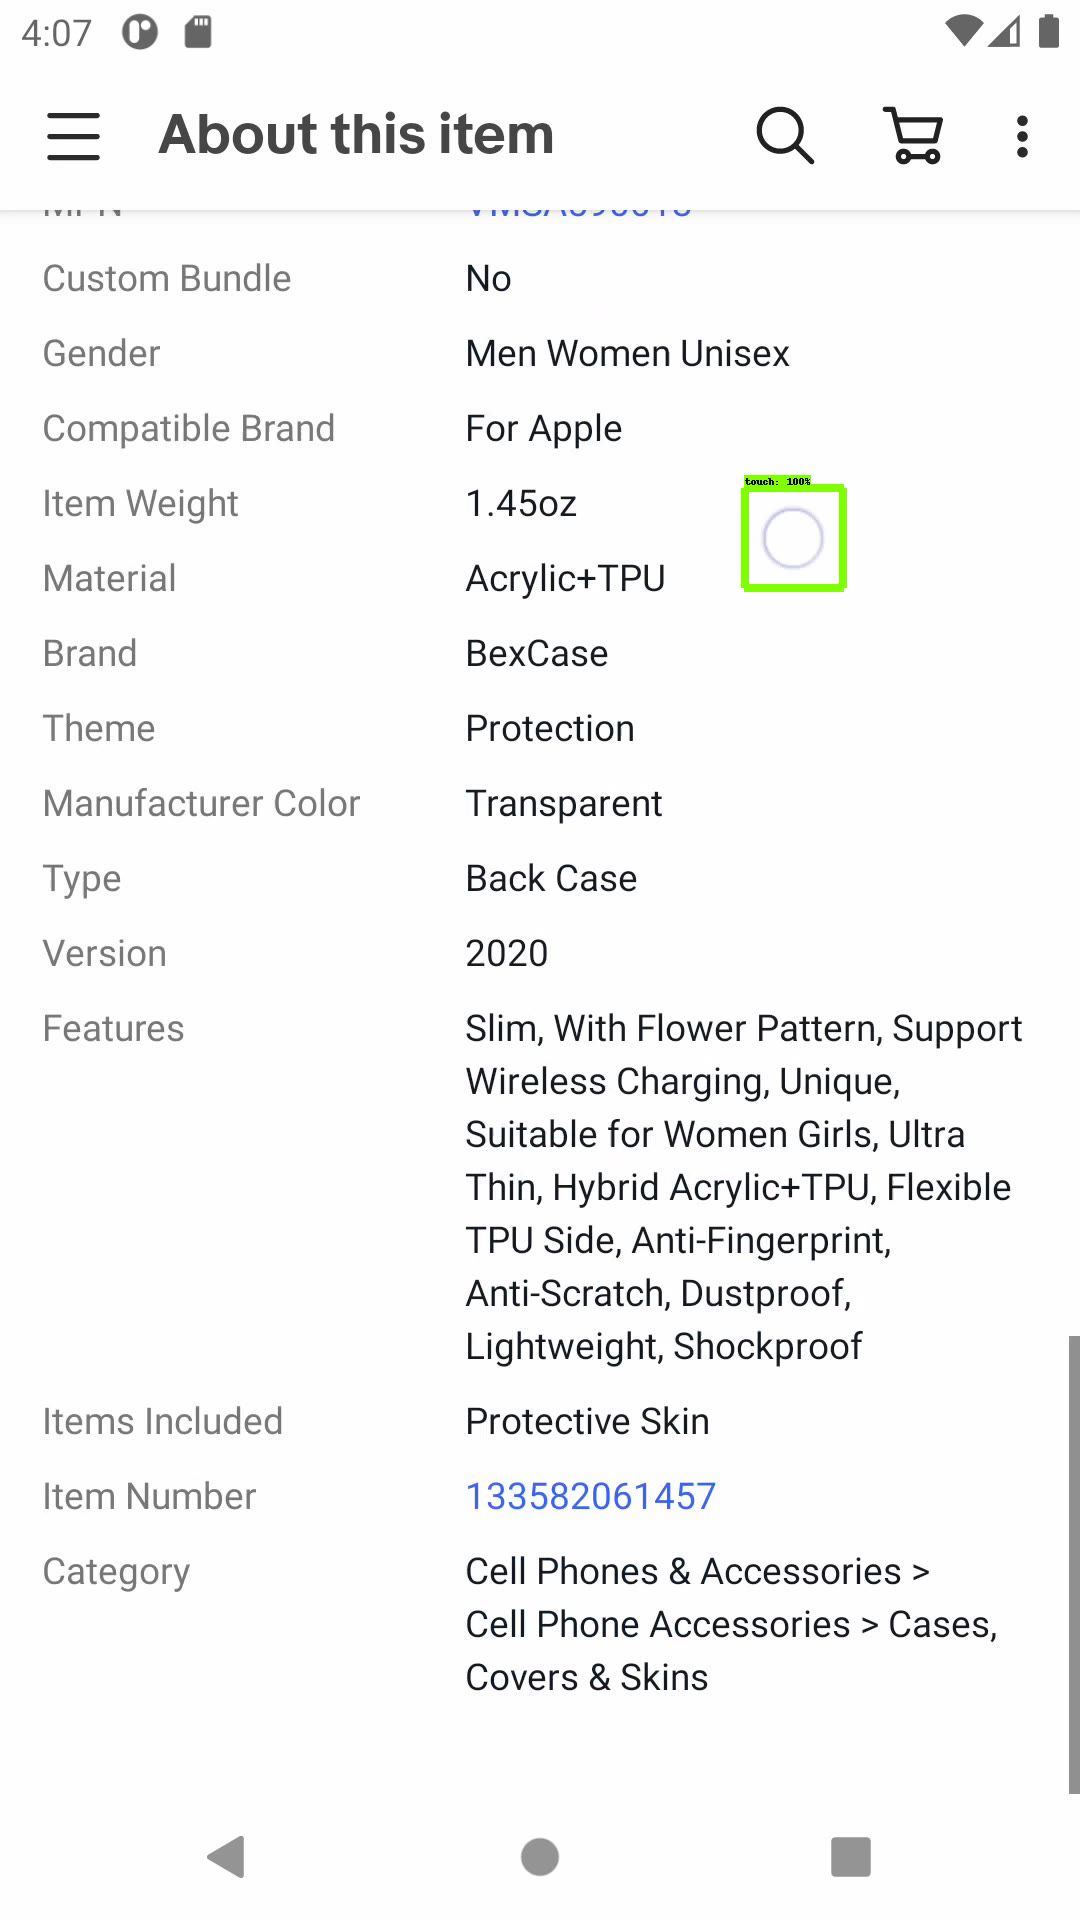 4:07
About this item
Custom Bundle No
Gender Men Women Unisex
Compatible Brand For Apple
Item Weight 1.45oz
touch: 100%
Material Acrylic+TPU
Brand BexCase
Theme Protection
Manufacturer Color Transparent
Type Back Case
Version 2020
Features Slim, With Flower Pattern, Support
Wireless Charging, Unique,
Suitable for Women Girls, Ultra
Thin, Hybrid Acrylic+TPU, Flexible
TPU Side, Anti-Fingerprint,
Anti-Scratch, Dustproof,
Lightweight, Shockproof
Items Included Protective Skin
Item Number 133582061457
Category Cell Phones & Accessories >
Cell Phone Accessories > Cases,
Covers & Skins